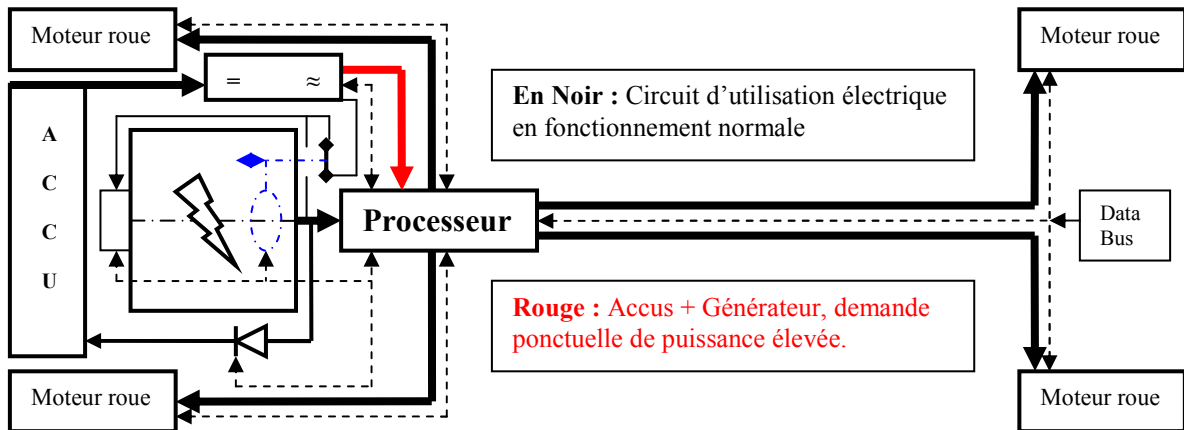 Moteur roue
Moteur roue
= ≈
En Noir : Circuit d'utilisation électrique
en fonctionnement normale
A
C
C
U
Processeur
Data
Bus
Rouge : Accus + Générateur, demande
ponctuelle de puissance élevée.
Moteur roue
Moteur roue